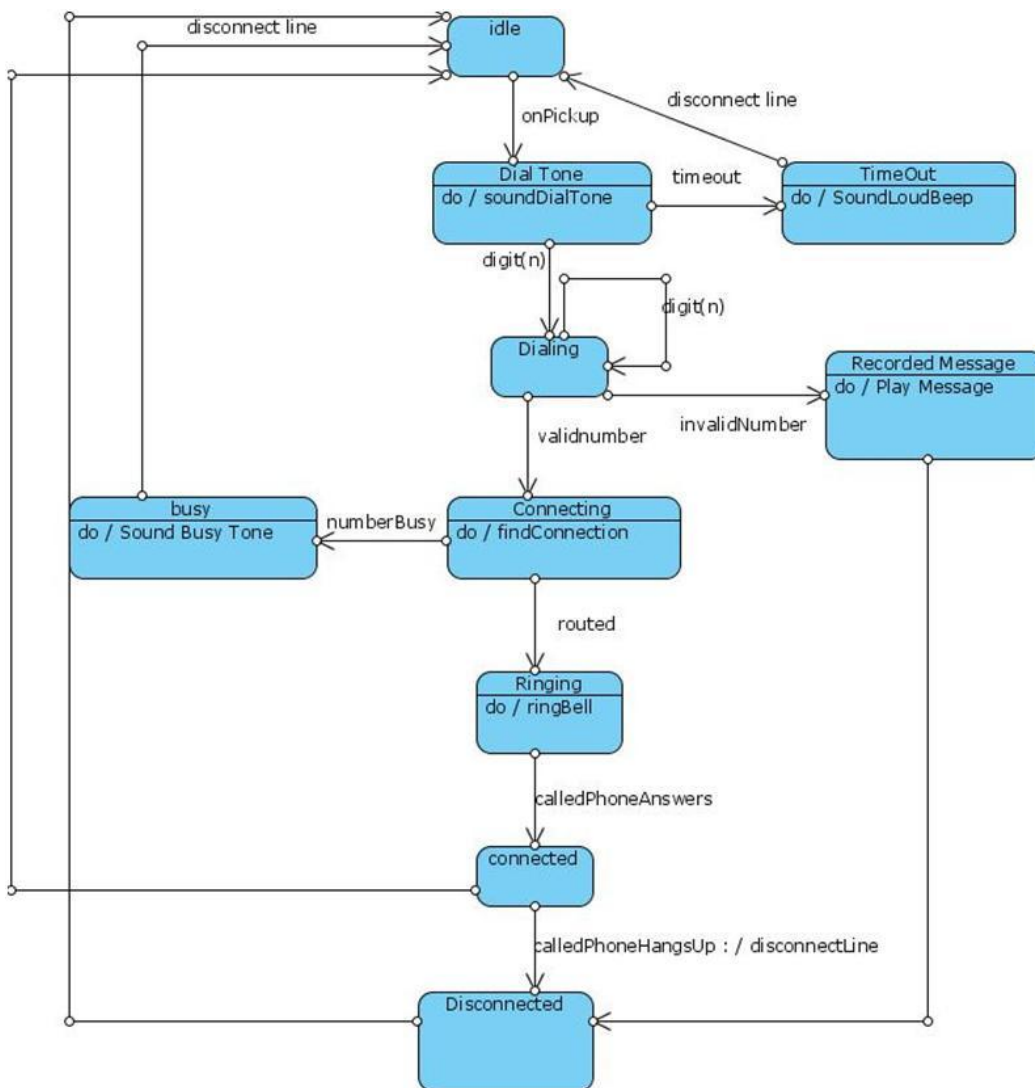 idle
disconnect line
disconnect line
onPickup
Dial Tone
do / soundDialTone
timeout
TimeOut
do / SoundLoudBeep
digit(n)
digit(n)
Dialing
Recorded Message
do / Play Message
invalidNumber
validnumber
busy
do / Sound Busy Tone
numberBusy
Connecting
do / findConnection
routed
Ringing
do / ringBell
calledPhoneAnswers
connected
calledPhoneHangsUp : / disconnectLine
Disconnected